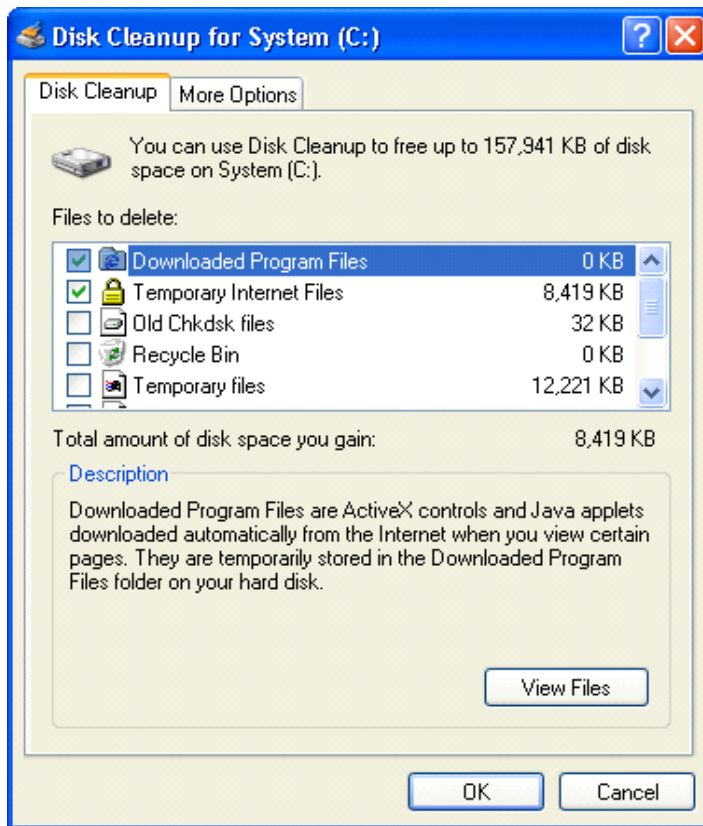 Disk Cleanup for System (C:)
Disk Cleanup
More Options
You can use Disk Cleanup to free up to 157,941 KB of disk
space on System (C:).
Files to delete:
Downloaded Program Files 0 KB
Temporary Internet Files 8,419 KB
Old Chkdsk files 32 KB
Recycle Bin 0 KB
Temporary files 12,221 KB
Total amount of disk space you gain: 8,419 KB
Description
Downloaded Program Files are ActiveX controls and Java applets
downloaded automatically from the Internet when you view certain
pages. They are temporarily stored in the Downloaded Program
Files folder on your hard disk.
View Files
OK
Cancel